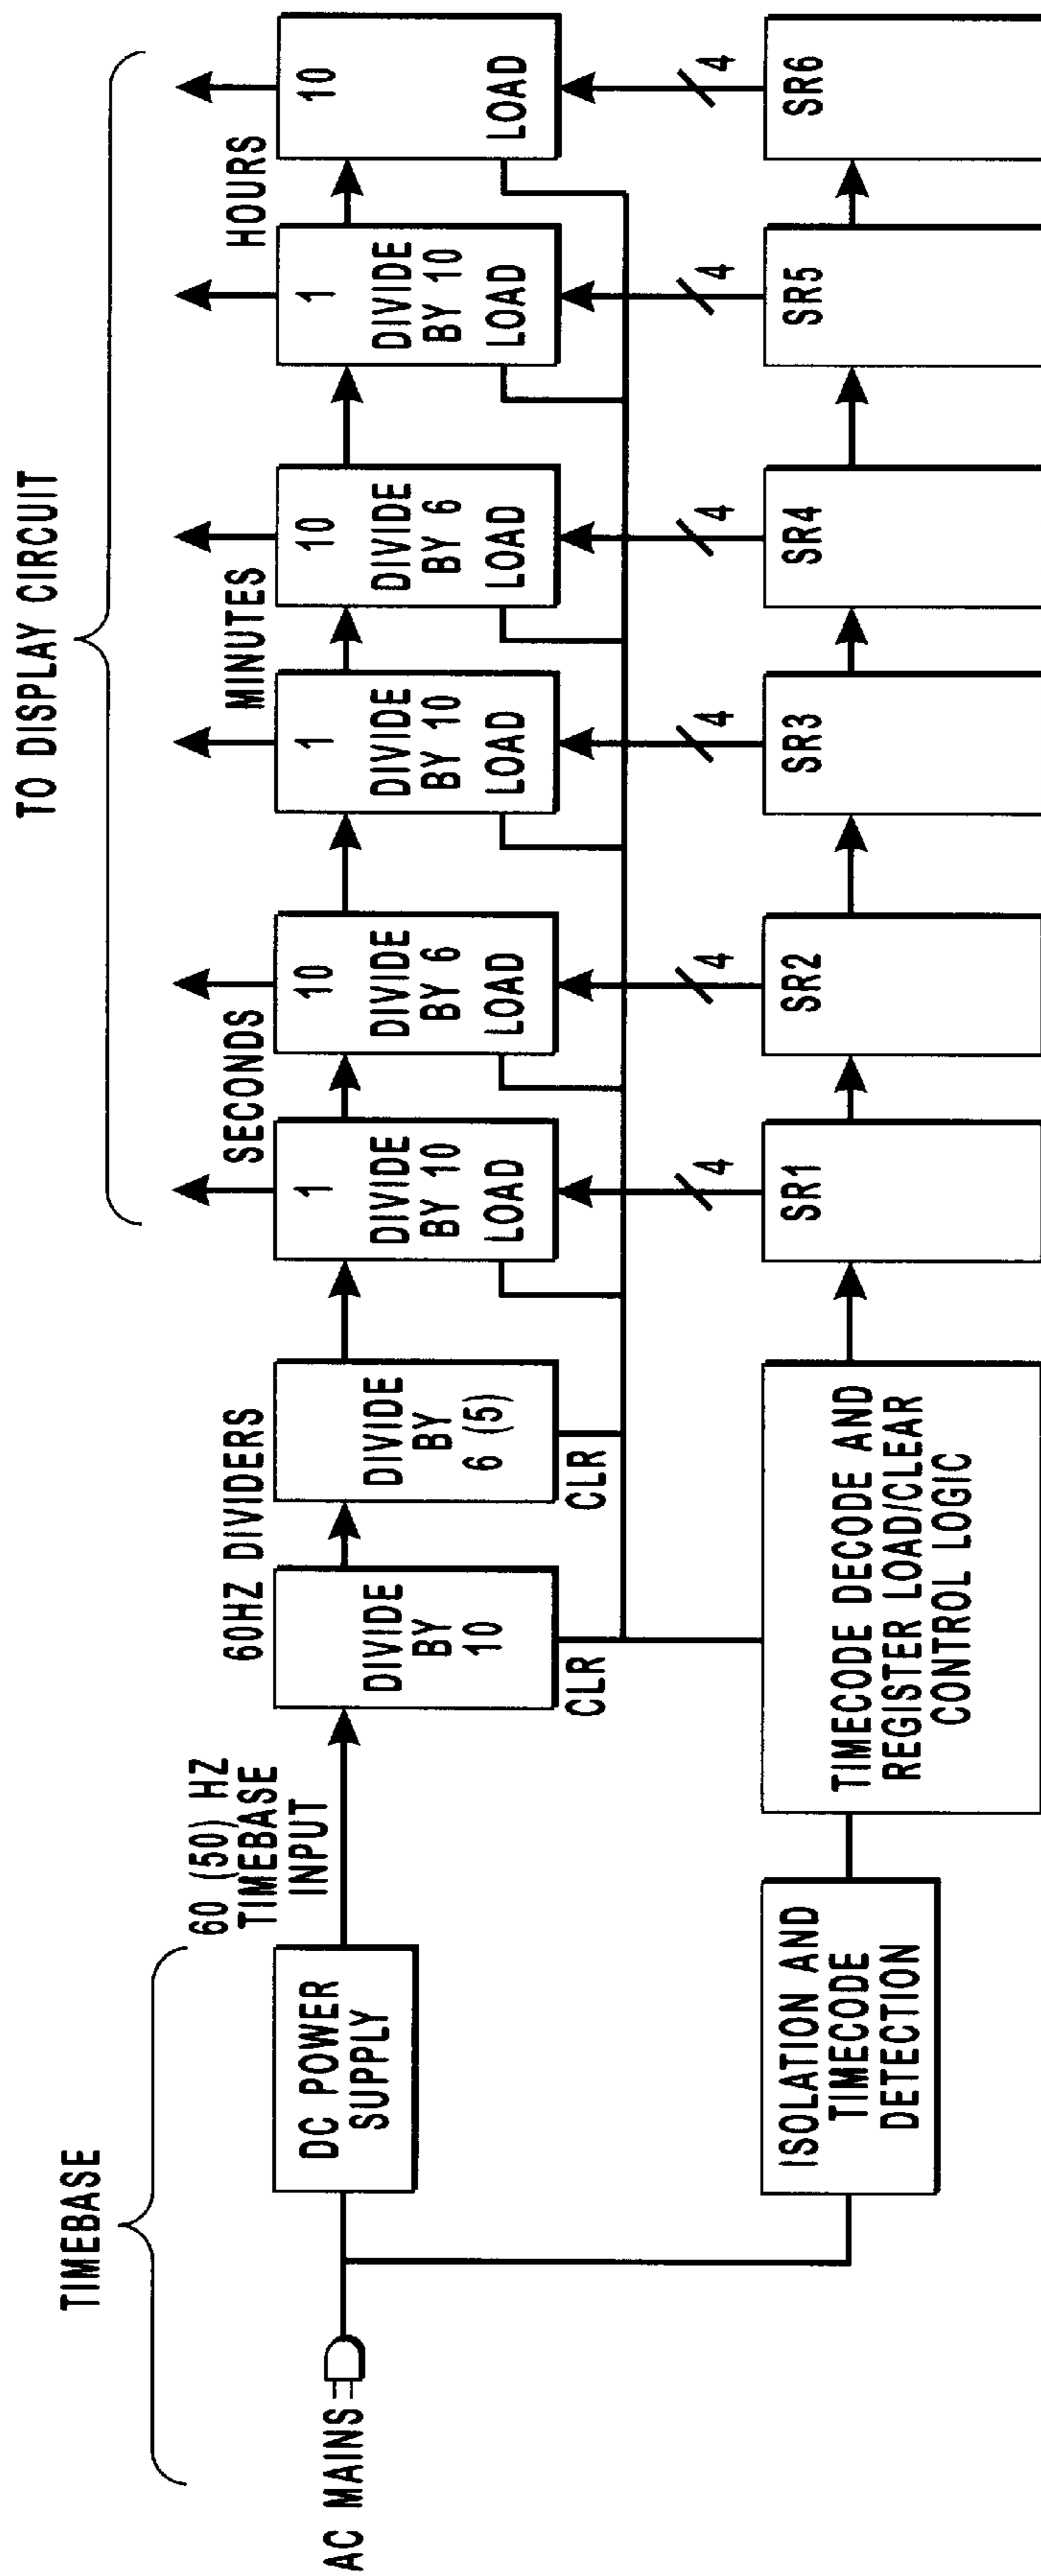 TO DISPLAY CIRCUIT
TIMEBASE
60 (50) HZ
TIMEBASE
INPUT
60HZ DIVIDERS
SECONDS
MINUTES
HOURS
AC MAINS
DC POWER
SUPPLY
DIVIDE
BY
10
CLR
DIVIDE
BY
6 (5)
CLR
1
DIVIDE
BY 10
LOAD
10
DIVIDE
BY 6
LOAD
1
DIVIDE
BY 10
LOAD
10
DIVIDE
BY 6
LOAD
1
DIVIDE
BY 10
LOAD
10
LOAD
4
4
4
4
4
4
ISOLATION AND
TIMECODE
DETECTION
TIMECODE DECODE AND
REGISTER LOAD/CLEAR
CONTROL LOGIC
SR1
SR2
SR3
SR4
SR5
SR6